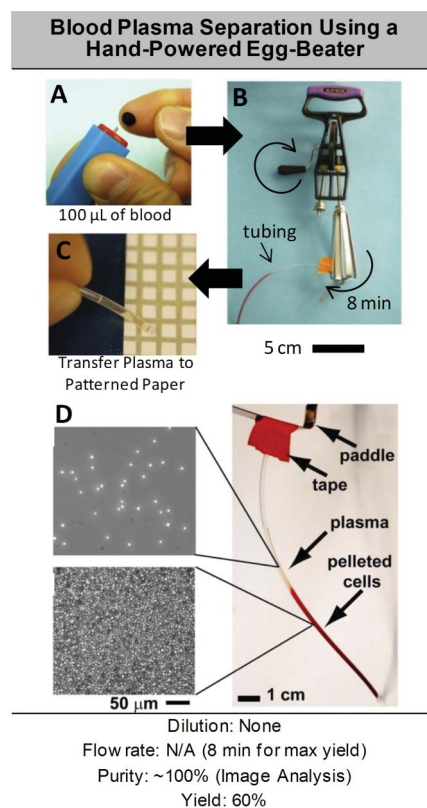 Blood Plasma Separation Using a
Hand-Powered Egg-Beater
A
100 µL of blood
B
tubing
8 min
5 cm
C
Transfer Plasma to
Patterned Paper
D
paddle
tape
plasma
pelleted
cells
50 µm
1 cm
Dilution: None
Flow rate: N/A (8 min for max yield)
Purity: ~100% (Image Analysis)
Yield: 60%